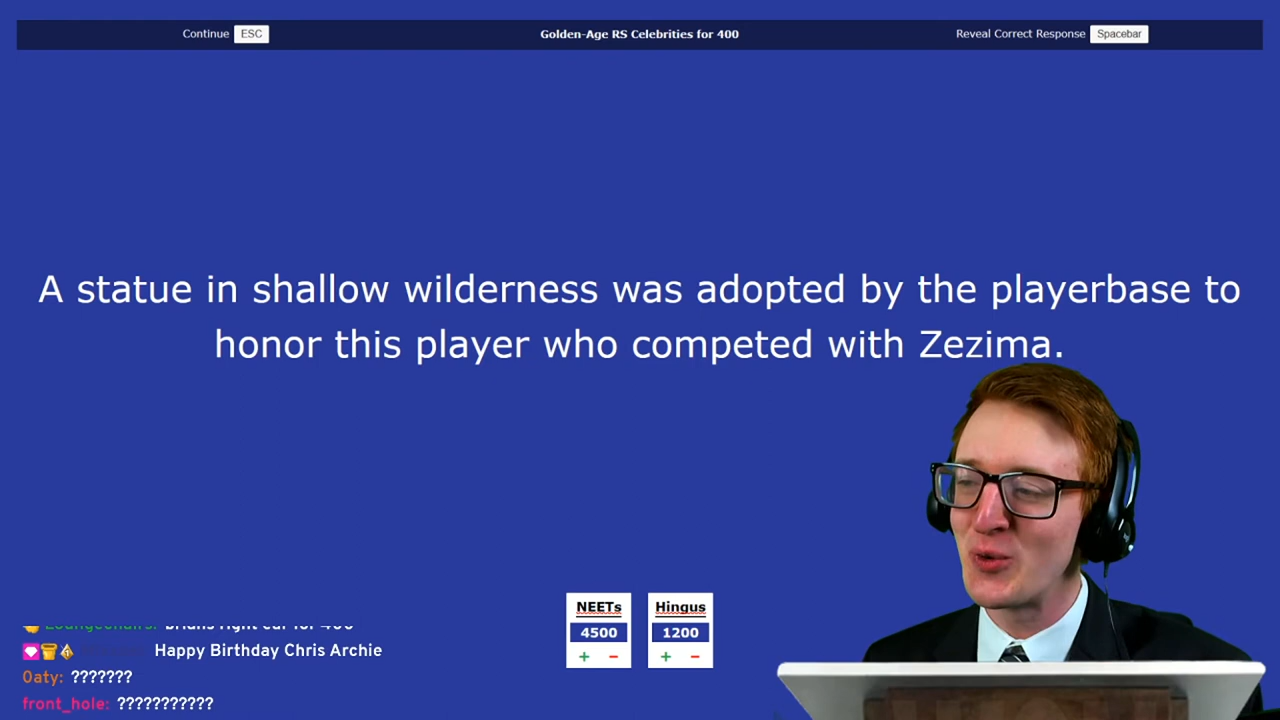 Continue ESC
Golden-Age RS Celebrities for 400
Reveal Correct Response Spacebar
A statue in shallow wilderness was adopted by the playerbase to
honor this player who competed with Zezima.
NEETs
4500
+ −
Hingus
1200
+ −
Happy Birthday Chris Archie
0aty: ???????
front_hole: ???????????